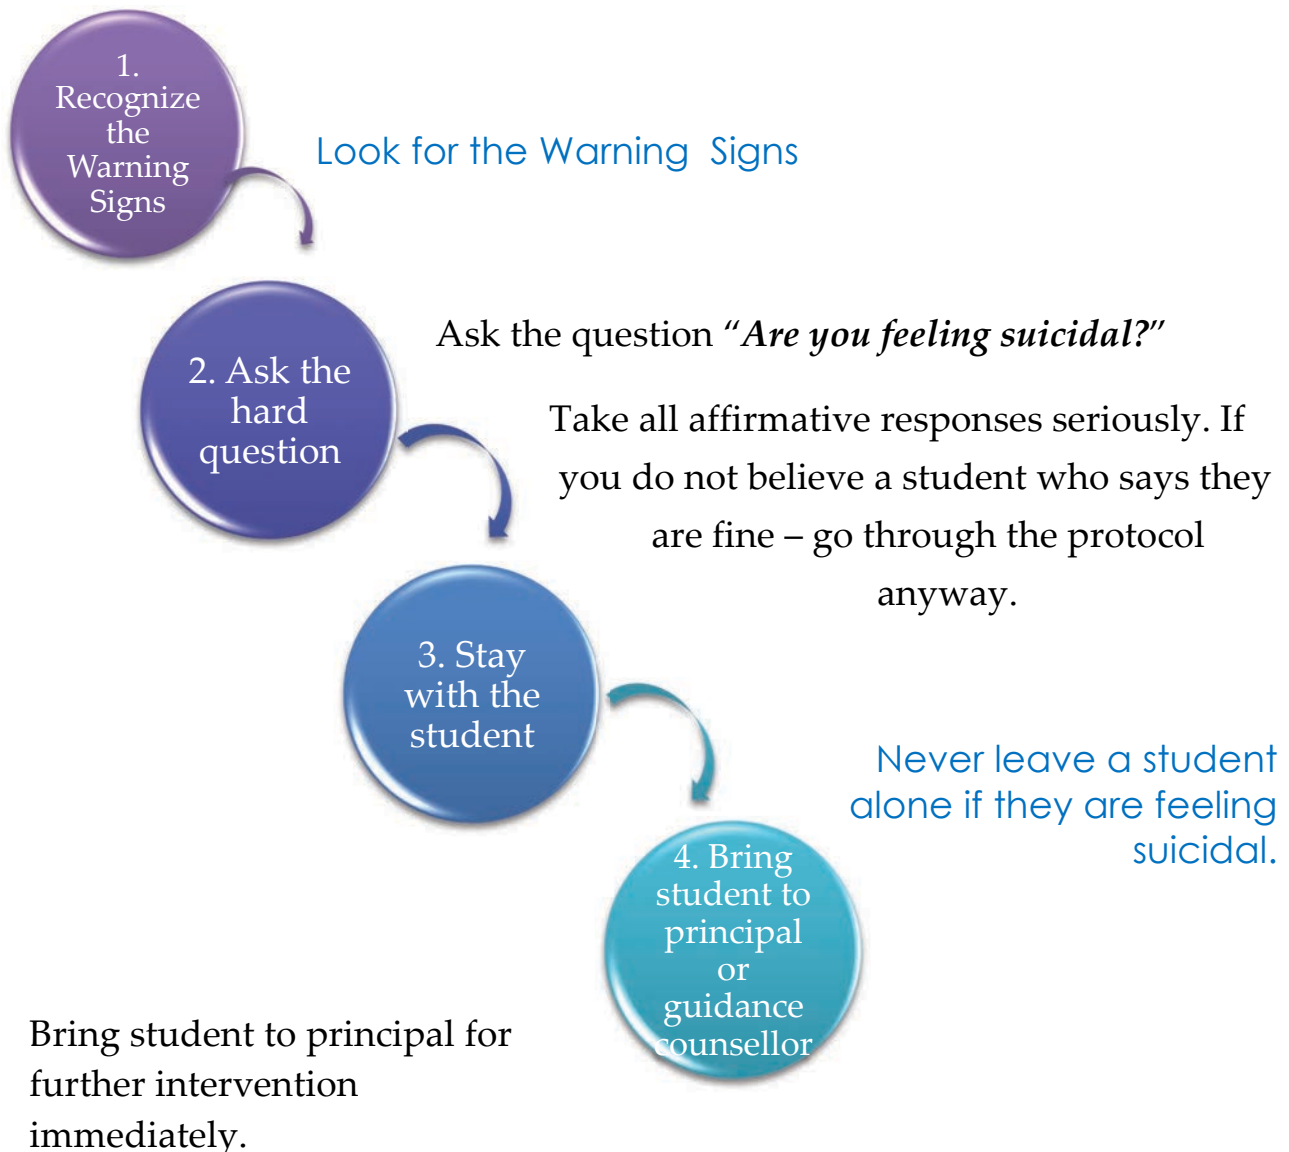 1.
Recognize
the
Warning
Signs
Look for the Warning  Signs
2. Ask the
hard
question
Ask the question “Are you feeling suicidal?”
Take all affirmative responses seriously. If
you do not believe a student who says they
are fine – go through the protocol
anyway.
3. Stay
with the
student
Never leave a student
alone if they are feeling
suicidal.
4. Bring
student to
principal
or
guidance
counsellor
Bring student to principal for
further intervention
immediately.